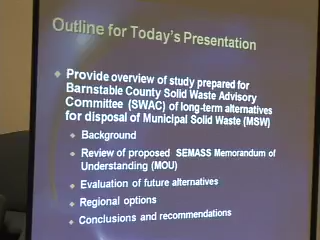 Outline for Today's Presentation
Provide overview of study prepared for
Barnstable County Solid Waste Advisory
Committee (SWAC) of long-term alternatives
for disposal of Municipal Solid Waste (MSW)
Background
Review of proposed SEMASS Memorandum of
Understanding (MOU)
Evaluation of future alternatives
Regional options
Conclusions and recommendations